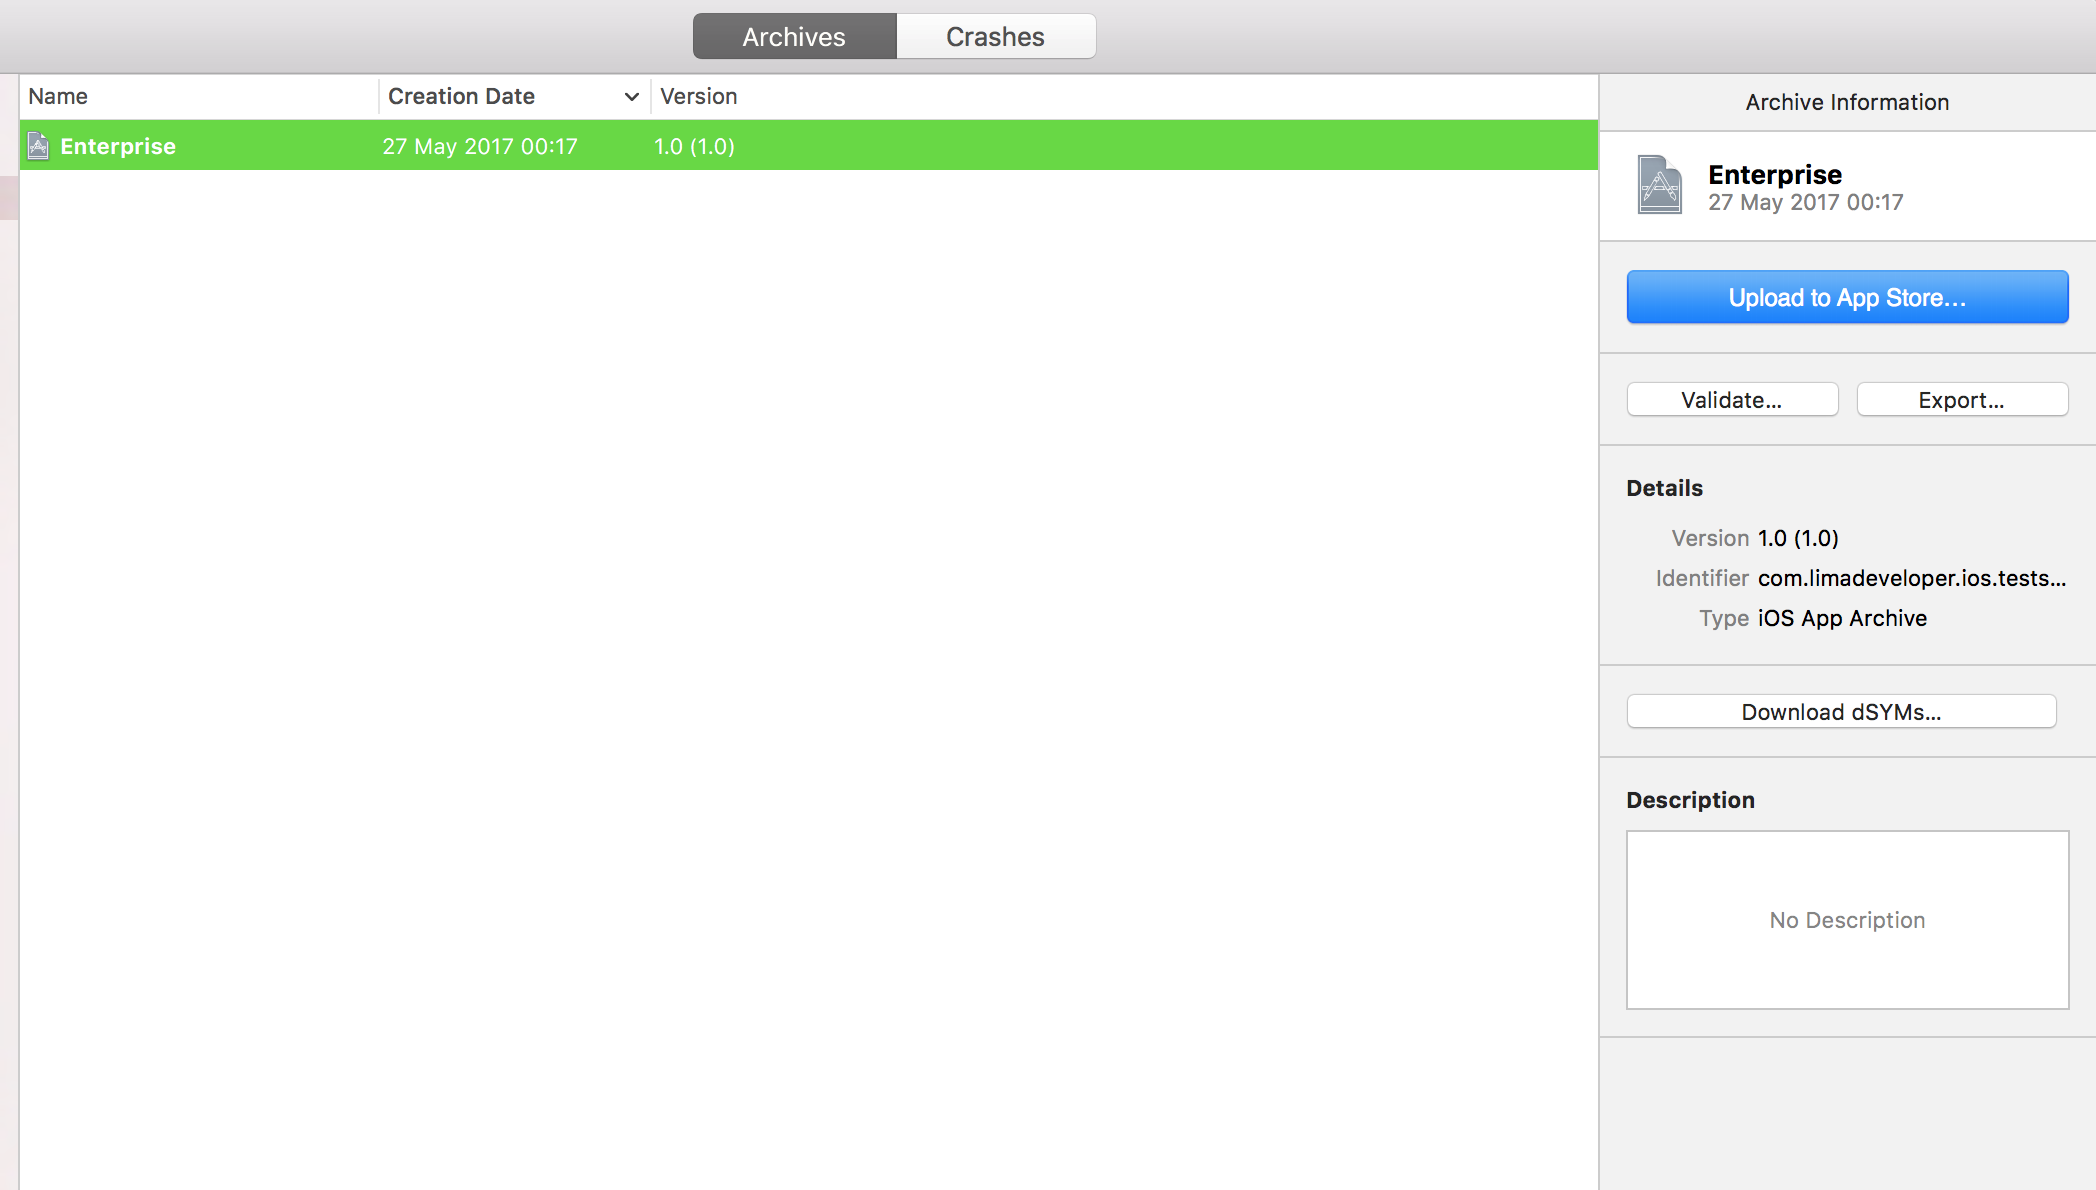 Archives Crashes
Name Creation Date Version
Enterprise 27 May 2017 00:17 1.0 (1.0)
Archive Information
Enterprise
27 May 2017 00:17
Upload to App Store...
Validate... Export...
Details
Version 1.0 (1.0)
Identifier com.limadeveloper.ios.tests...
Type iOS App Archive
Download dSYMs...
Description
No Description